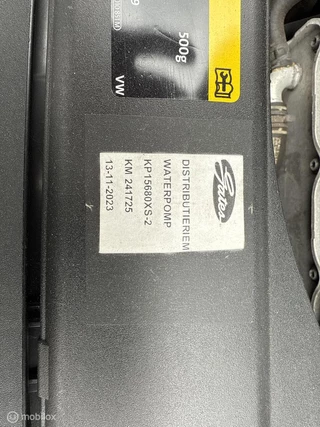 500g
VW
Gates
DISTRIBUTIERIEM
WATERPOMP
KP15680XS-2
KM 241725
13-11-2023
mobilox